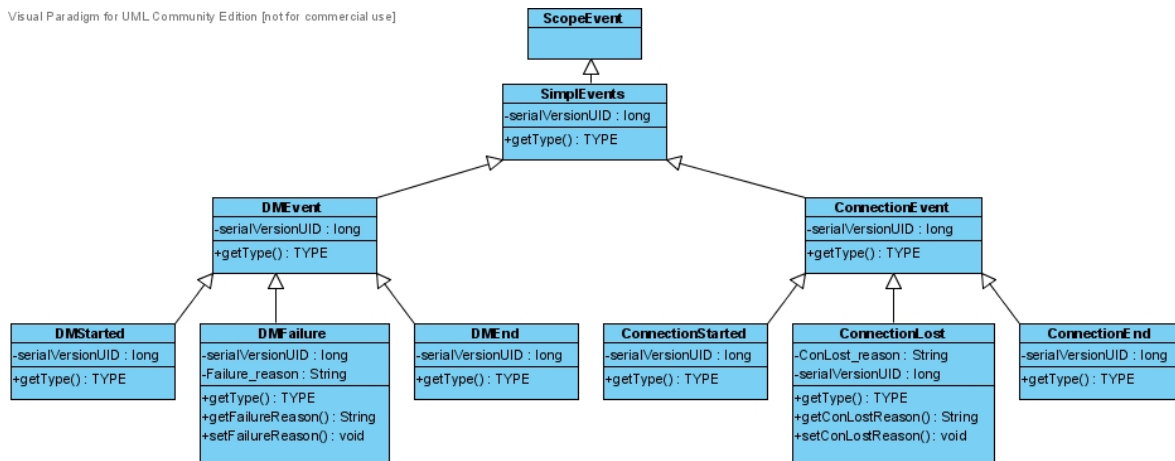 Visual Paradigm for UML Community Edition [not for commercial use]
ScopeEvent
SimplEvents
-serialVersionUID : long
+getType() : TYPE
DMEvent
-serialVersionUID : long
+getType() : TYPE
ConnectionEvent
-serialVersionUID : long
+getType() : TYPE
DMStarted
-serialVersionUID : long
+getType() : TYPE
DMFailure
-serialVersionUID : long
-Failure_reason : String
+getType() : TYPE
+getFailureReason() : String
+setFailureReason() : void
DMEnd
-serialVersionUID : long
+getType() : TYPE
ConnectionStarted
-serialVersionUID : long
+getType() : TYPE
ConnectionLost
-ConLost_reason : String
-serialVersionUID : long
+getType() : TYPE
+getConLostReason() : String
+setConLostReason() : void
ConnectionEnd
-serialVersionUID : long
+getType() : TYPE